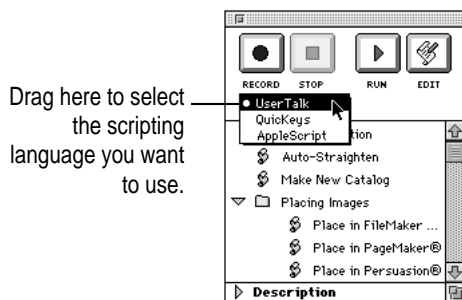 Drag here to select
the scripting
language you want
to use.
RECORD STOP RUN EDIT
UserTalk
QuicKeys
AppleScript
Auto-Straighten
Make New Catalog
Placing Images
Place in FileMaker ...
Place in PageMaker®
Place in Persuasion®
Description